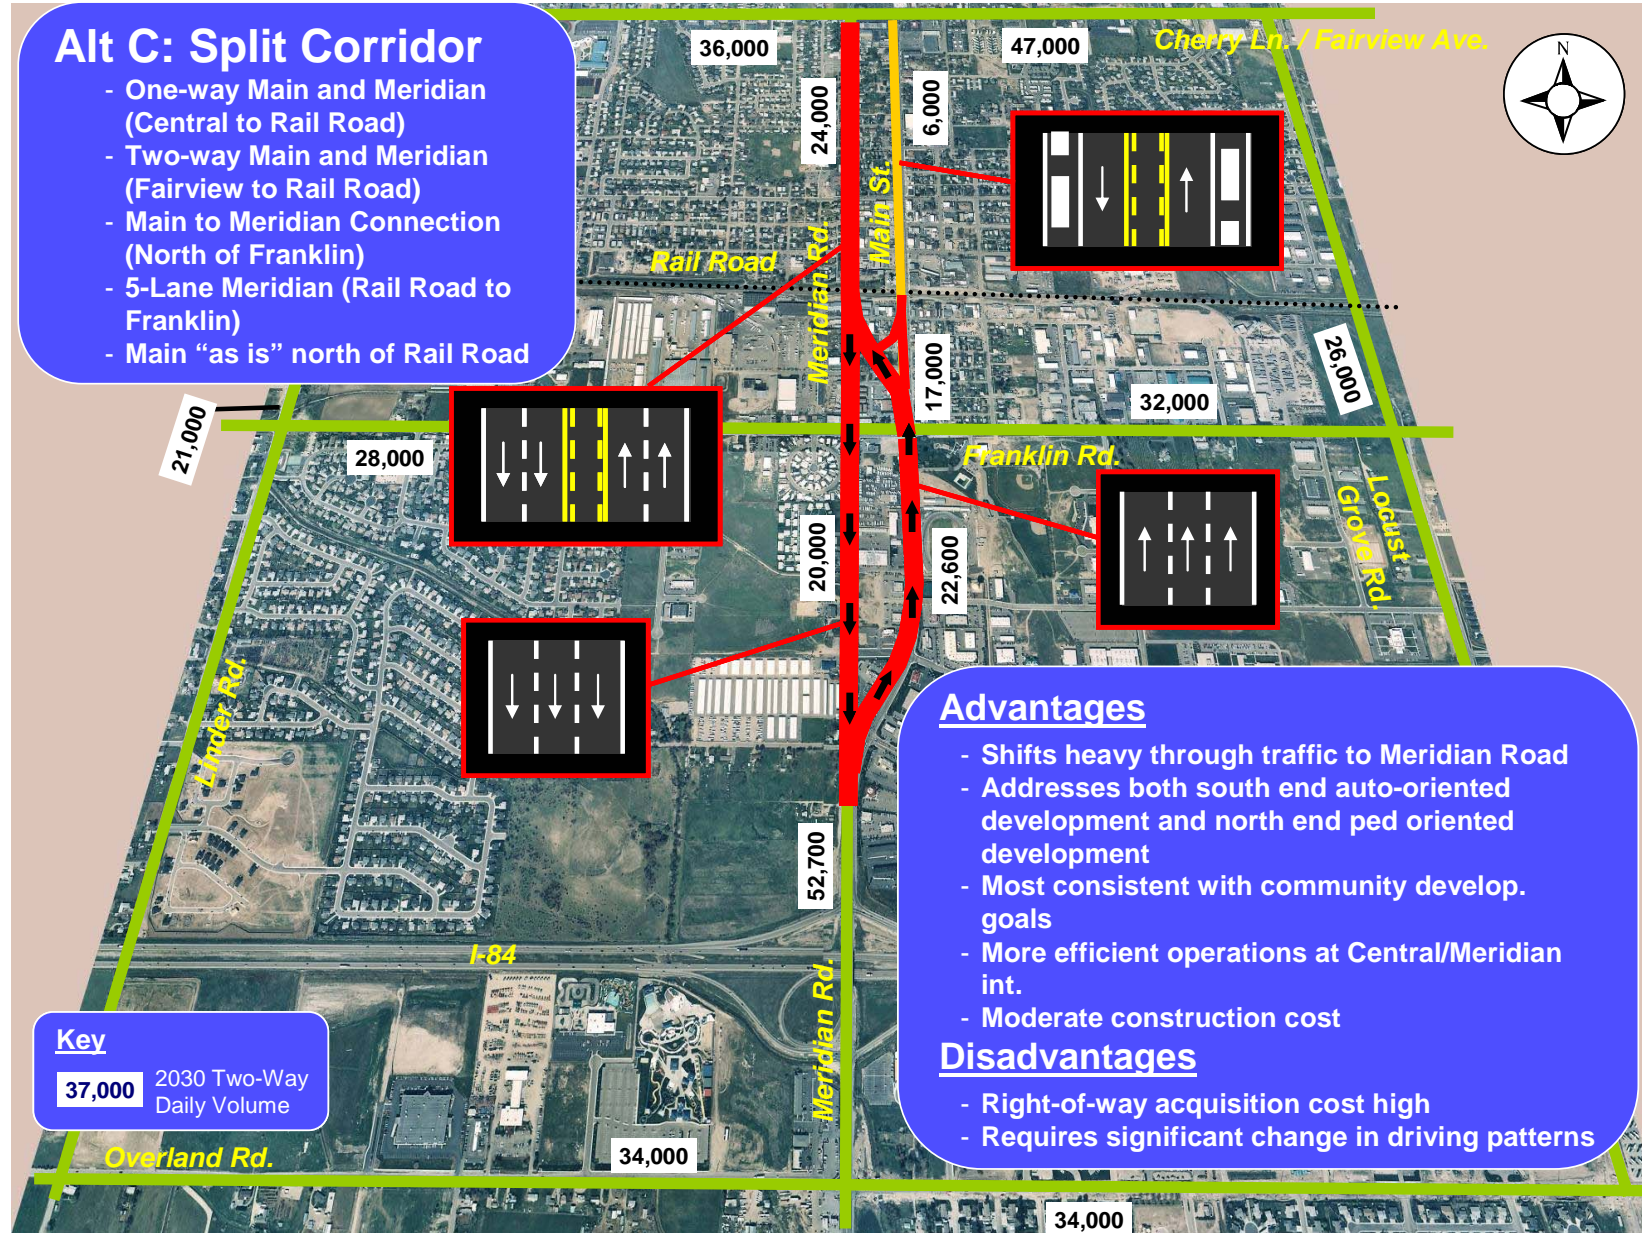 Alt C: Split Corridor
- One-way Main and Meridian
(Central to Rail Road)
- Two-way Main and Meridian
(Fairview to Rail Road)
- Main to Meridian Connection
(North of Franklin)
- 5-Lane Meridian (Rail Road to
Franklin)
- Main “as is” north of Rail Road
36,000
47,000
Cherry Ln. / Fairview Ave.
N
24,000
6,000
Main St.
Meridian Rd.
Rail Road
26,000
17,000
32,000
21,000
28,000
Franklin Rd.
Locust
Grove Rd.
20,000
22,600
Linder Rd.
52,700
I-84
Meridian Rd.
Advantages
- Shifts heavy through traffic to Meridian Road
- Addresses both south end auto-oriented
development and north end ped oriented
development
- Most consistent with community develop.
goals
- More efficient operations at Central/Meridian
int.
- Moderate construction cost
Disadvantages
- Right-of-way acquisition cost high
- Requires significant change in driving patterns
Key
37,000
2030 Two-Way
Daily Volume
Overland Rd.
34,000
34,000